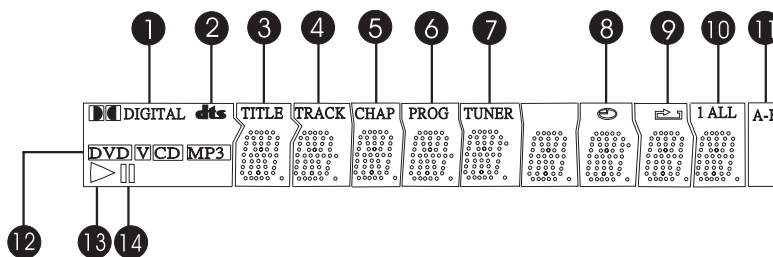 1 2 3 4 5 6 7 8 9 10 11
DIGITAL dts TITLE TRACK CHAP PROG TUNER 1 ALL
DVD V CD MP3
12 13 14